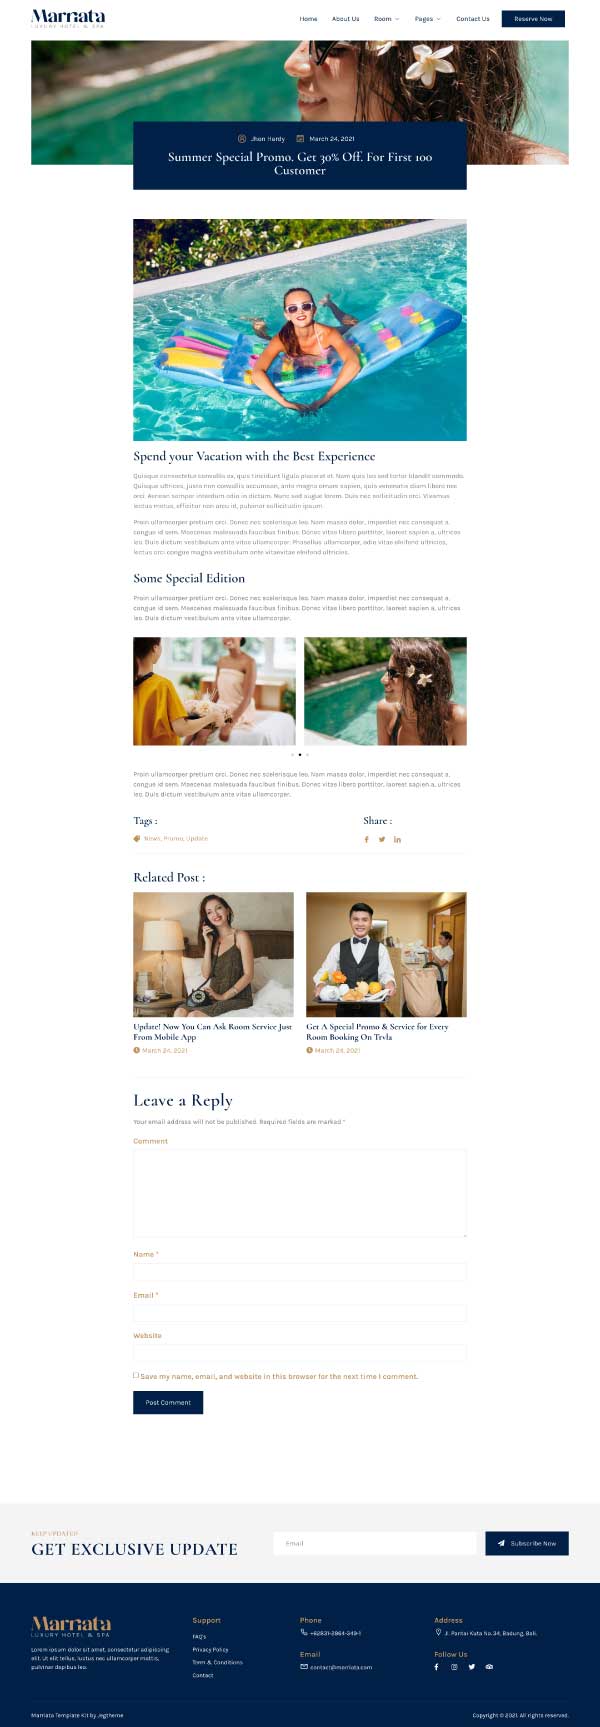 Marriata
LUXURY HOTEL & SPA
Home
About Us
Room
Pages
Contact Us
Reserve Now
Jhon Hardy
March 24, 2021
Summer Special Promo. Get 30% Off. For First 100
Customer
Spend your Vacation with the Best Experience
Quisque consectetur convallis ex, quis tincidunt ligula placerat et. Nam quis leo sed tortor blandit commodo.
Quisque ultrices, justo non convallis accumsan, ante magna ornare sapien, quis venenatis diam libero nec
orci. Aenean semper interdum odio in dictum. Nunc sed augue lorem. Duis nec sollicitudin orci. Vivamus
lectus metus, efficitur non arcu id, pulvinar sollicitudin ipsum.
Proin ullamcorper pretium orci. Donec nec scelerisque leo. Nam massa dolor, imperdiet nec consequat a,
congue id sem. Maecenas malesuada faucibus finibus. Donec vitae libero porttitor, laoreet sapien a, ultrices
leo. Duis dictum vestibulum ante vitae ullamcorper. Phasellus ullamcorper, odio vitae eleifend ultricies,
lectus orci congue magna vestibulum ante vitaevitae eleifend ultricies.
Some Special Edition
Proin ullamcorper pretium orci. Donec nec scelerisque leo. Nam massa dolor, imperdiet nec consequat a,
congue id sem. Maecenas malesuada faucibus finibus. Donec vitae libero porttitor, laoreet sapien a, ultrices
leo. Duis dictum vestibulum ante vitae ullamcorper.
Proin ullamcorper pretium orci. Donec nec scelerisque leo. Nam massa dolor, imperdiet nec consequat a,
congue id sem. Maecenas malesuada faucibus finibus. Donec vitae libero porttitor, laoreet sapien a, ultrices
leo. Duis dictum vestibulum ante vitae ullamcorper.
Tags :
Share :
News, Promo, Update
Related Post :
Update! Now You Can Ask Room Service Just
From Mobile App
March 24, 2021
Get A Special Promo & Service for Every
Room Booking On Trvla
March 24, 2021
Leave a Reply
Your email address will not be published. Required fields are marked *
Comment
Name *
Email *
Website
Save my name, email, and website in this browser for the next time I comment.
Post Comment
KEEP UPDATED
GET EXCLUSIVE UPDATE
Email
Subscribe Now
Marriata
LUXURY HOTEL & SPA
Lorem ipsum dolor sit amet, consectetur adipiscing
elit. Ut elit tellus, luctus nec ullamcorper mattis,
pulvinar dapibus leo.
Support
FAQ's
Privacy Policy
Term & Conditions
Contact
Phone
+62831-2964-349-1
Email
contact@marriata.com
Address
Jl. Pantai Kuta No.34, Badung, Bali.
Follow Us
Marriata Template Kit by Jegtheme
Copyright © 2021. All rights reserved.